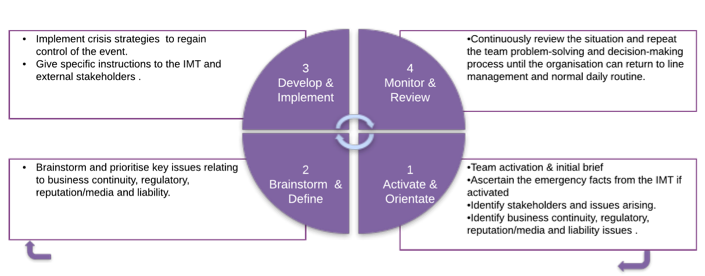 • Implement crisis strategies to regain
control of the event.
• Give specific instructions to the IMT and
external stakeholders .
3
Develop &
Implement
4
Monitor &
Review
•Continuously review the situation and repeat
the team problem-solving and decision-making
process until the organisation can return to line
management and normal daily routine.
• Brainstorm and prioritise key issues relating
to business continuity, regulatory,
reputation/media and liability.
2
Brainstorm &
Define
1
Activate &
Orientate
•Team activation & initial brief
•Ascertain the emergency facts from the IMT if
activated
•Identify stakeholders and issues arising.
•Identify business continuity, regulatory,
reputation/media and liability issues .